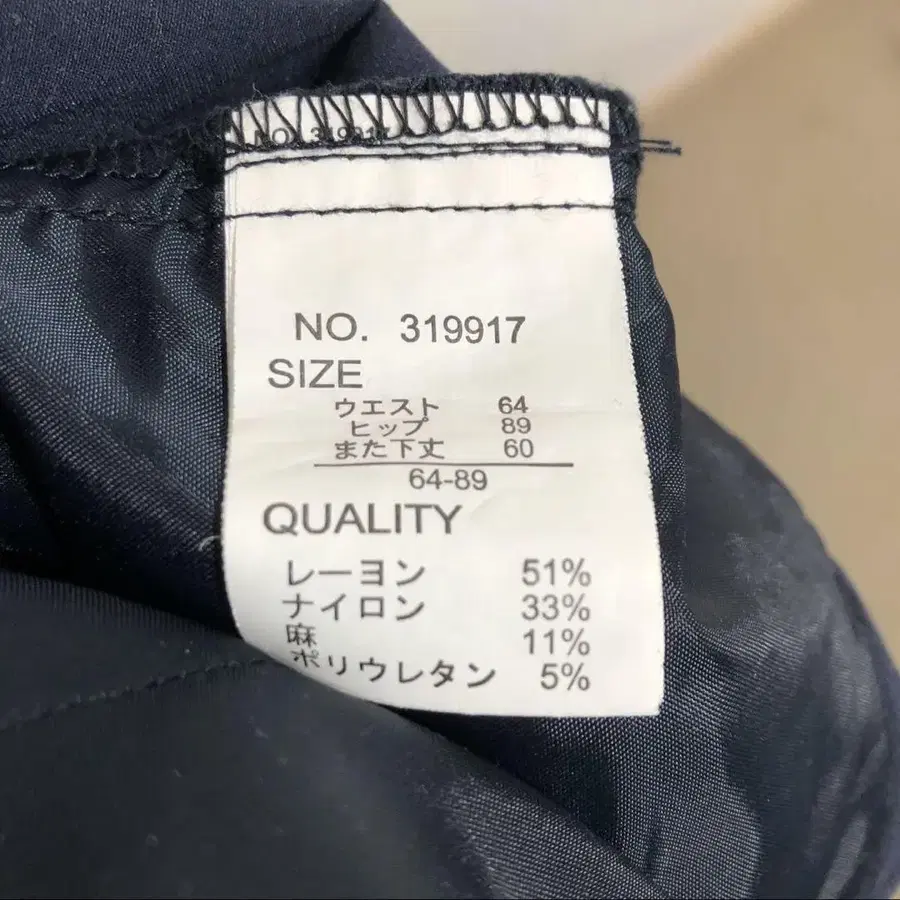 NO. 319917
NO. 319917
SIZE
ウエスト 64
ヒップ 89
また下丈 60
64-89
QUALITY
レーヨン 51%
ナイロン 33%
麻 11%
ポリウレタン 5%